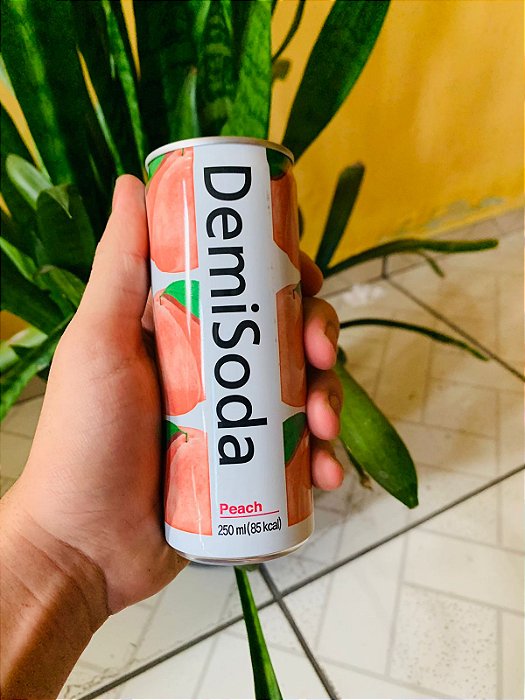 DemiSoda
Peach
250 ml (85 kcal)